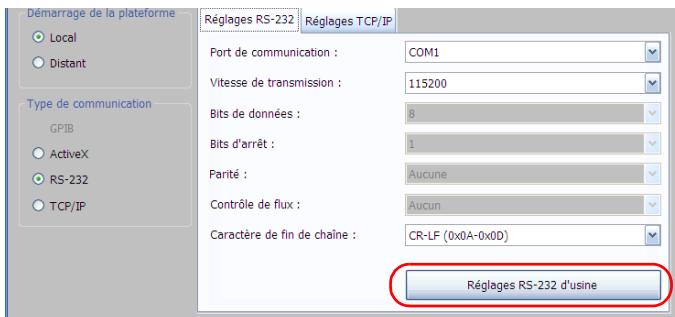 Démarrage de la plateforme
Local
Distant
Type de communication
GPIB
ActiveX
RS-232
TCP/IP
Réglages RS-232 Réglages TCP/IP
Port de communication : COM1
Vitesse de transmission : 115200
Bits de données : 8
Bits d'arrêt : 1
Parité : Aucune
Contrôle de flux : Aucun
Caractère de fin de chaîne : CR-LF (0x0A-0x0D)
Réglages RS-232 d'usine